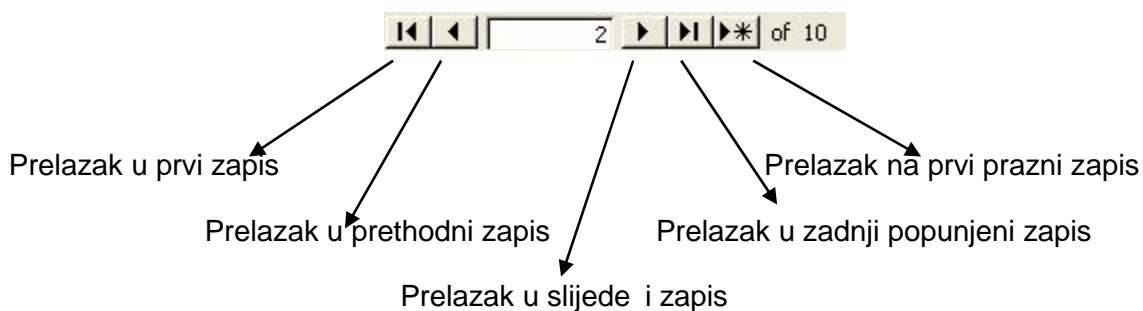 2 of 10
Prelazak u prvi zapis
Prelazak na prvi prazni zapis
Prelazak u prethodni zapis
Prelazak u zadnji popunjeni zapis
Prelazak u slijede i zapis